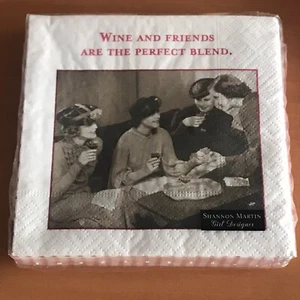 WINE AND FRIENDS
ARE THE PERFECT BLEND.
SHANNON MARTIN
Girl Designer